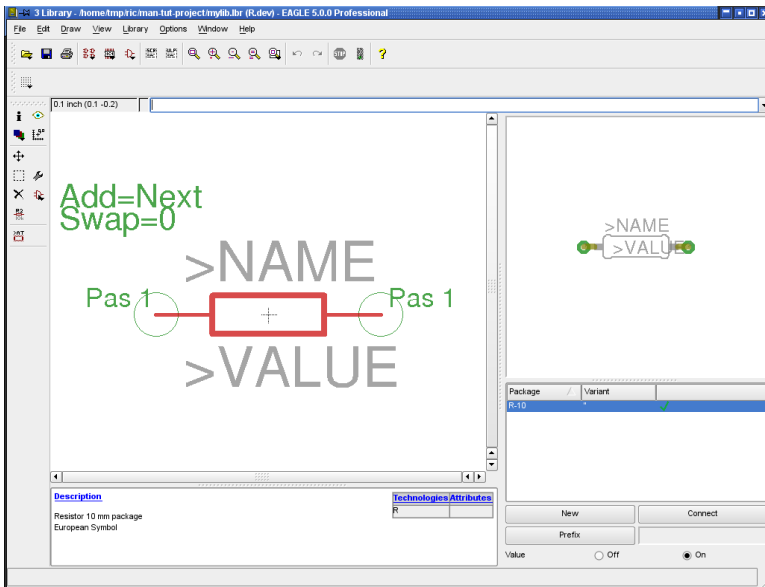 3 Library - /home/tmp/ric/man-tut-project/mylib.lbr (R.dev) - EAGLE 5.0.0 Professional
File Edit Draw View Library Options Window Help
0.1 inch (0.1 -0.2)
Add=Next
Swap=0
>NAME
Pas 1 Pas 1
>VALUE
>NAME
>VALUE
Package Variant
R-10 "
Description
Resistor 10 mm package
European Symbol
Technologies Attributes
R
New Connect
Prefix
Value Off On